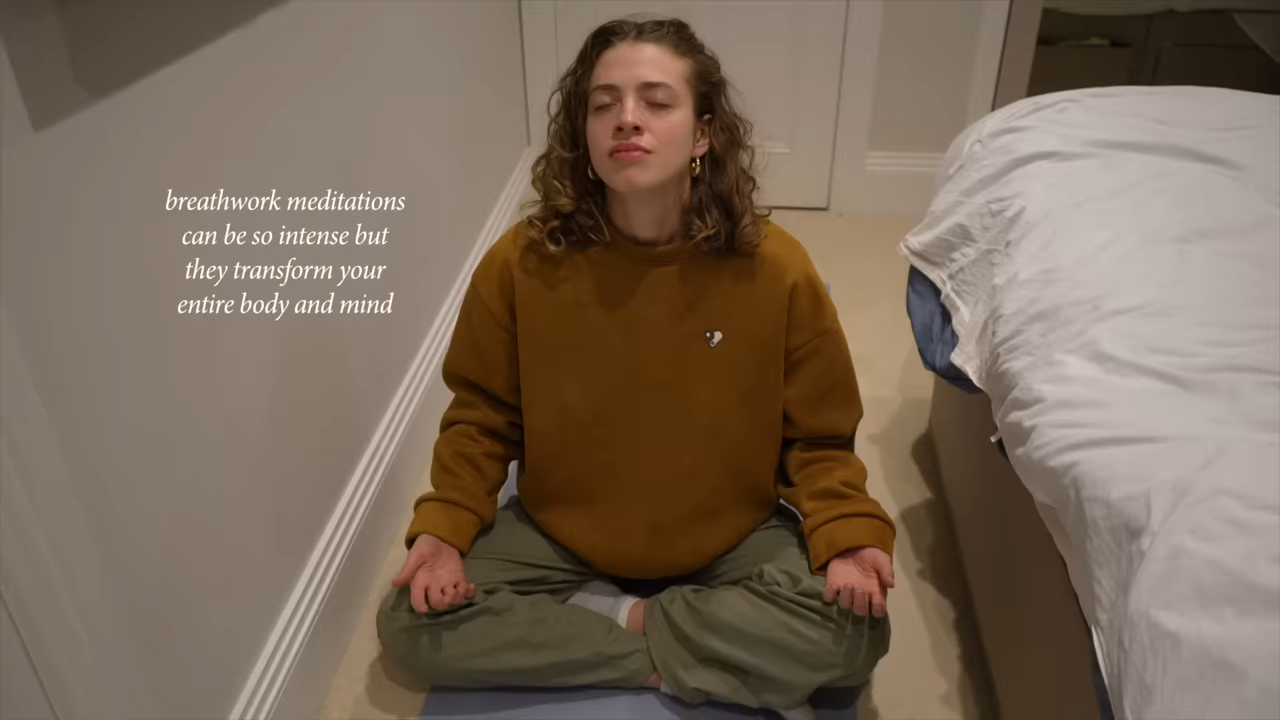 breathwork meditations
can be so intense but
they transform your
entire body and mind